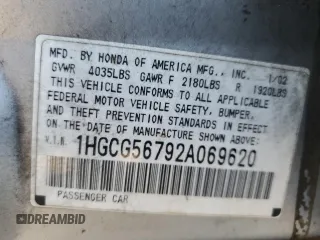 MFD. BY HONDA OF AMERICA MFG., INC. 1/02
GVWR 4035LBS GAWR F 2180LBS R 1920LBS
THIS VEHICLE CONFORMS TO ALL APPLICABLE
FEDERAL MOTOR VEHICLE SAFETY, BUMPER,
AND THEFT PREVENTION STANDARDS IN EFFECT
ON THE DATE OF MANUFACTURE SHOWN ABOVE.
V.I.N. 1HGCG56792A069620
PASSENGER CAR
DREAMBID